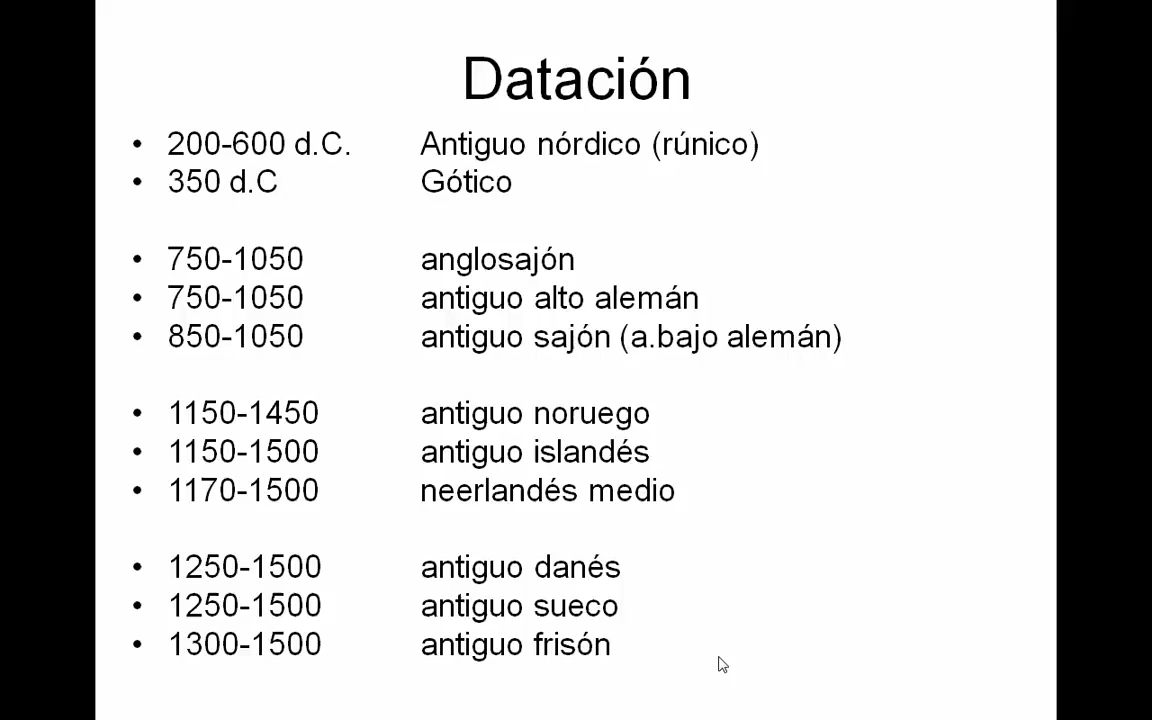 Datación
• 200-600 d.C. Antiguo nórdico (rúnico)
• 350 d.C Gótico
• 750-1050 anglosajón
• 750-1050 antiguo alto alemán
• 850-1050 antiguo sajón (a.bajo alemán)
• 1150-1450 antiguo noruego
• 1150-1500 antiguo islandés
• 1170-1500 neerlandés medio
• 1250-1500 antiguo danés
• 1250-1500 antiguo sueco
• 1300-1500 antiguo frisón